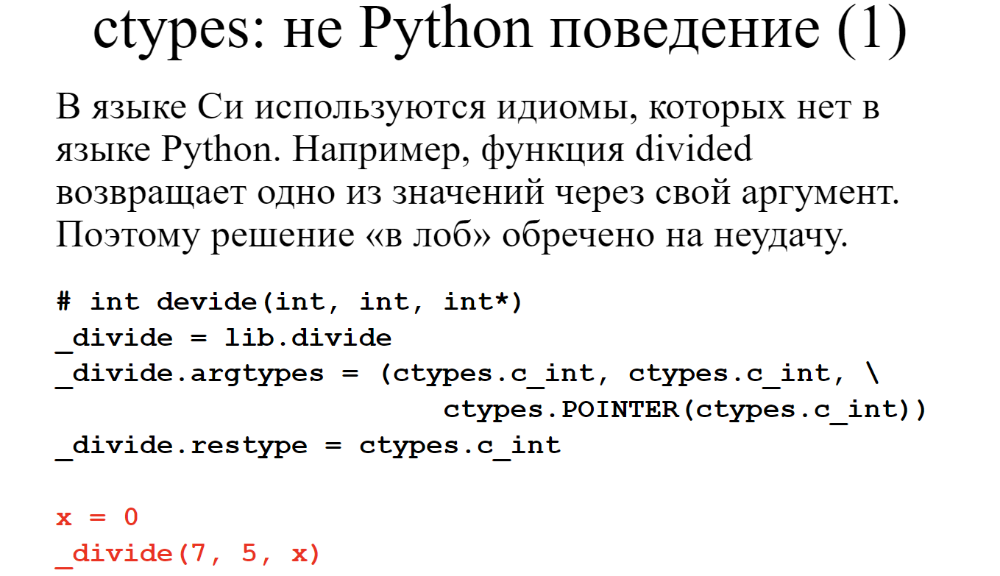 ctypes: не Python поведение (1)
В языке Си используются идиомы, которых нет в
языке Python. Например, функция divided
возвращает одно из значений через свой аргумент.
Поэтому решение «в лоб» обречено на неудачу.
# int devide(int, int, int*)
_divide = lib.divide
_divide.argtypes = (ctypes.c_int, ctypes.c_int, \
ctypes.POINTER(ctypes.c_int))
_divide.restype = ctypes.c_int
x = 0
_divide(7, 5, x)